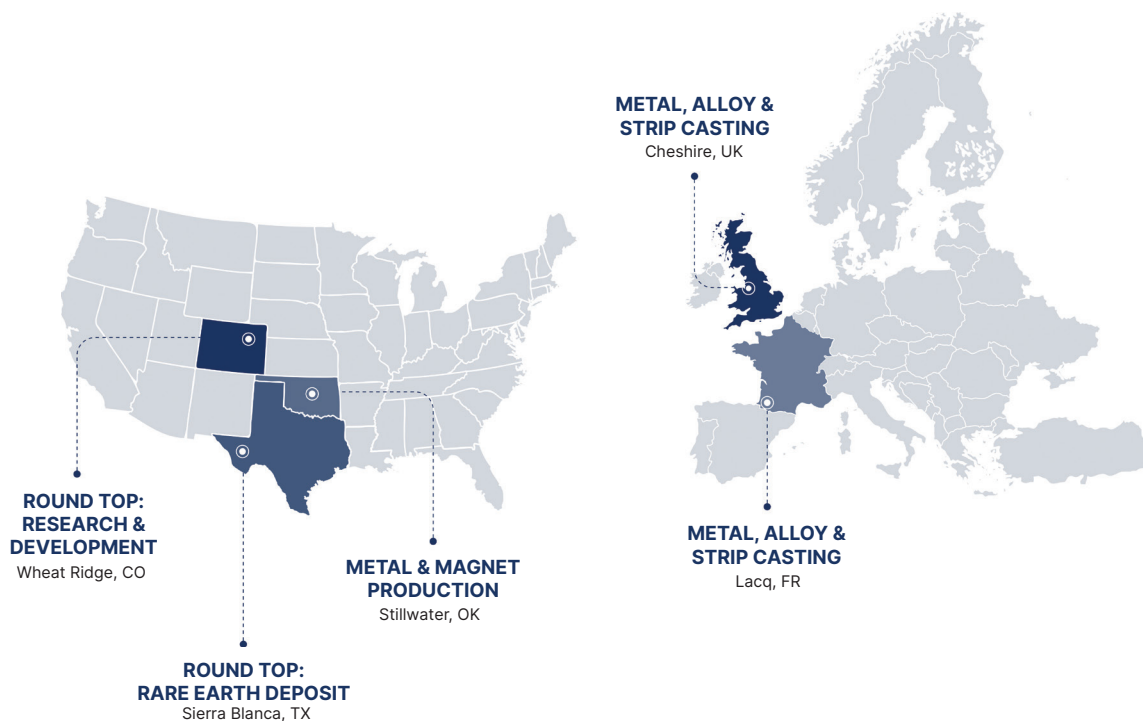 METAL, ALLOY &
STRIP CASTING
Cheshire, UK
ROUND TOP:
RESEARCH &
DEVELOPMENT
Wheat Ridge, CO
METAL & MAGNET
PRODUCTION
Stillwater, OK
METAL, ALLOY &
STRIP CASTING
Lacq, FR
ROUND TOP:
RARE EARTH DEPOSIT
Sierra Blanca, TX